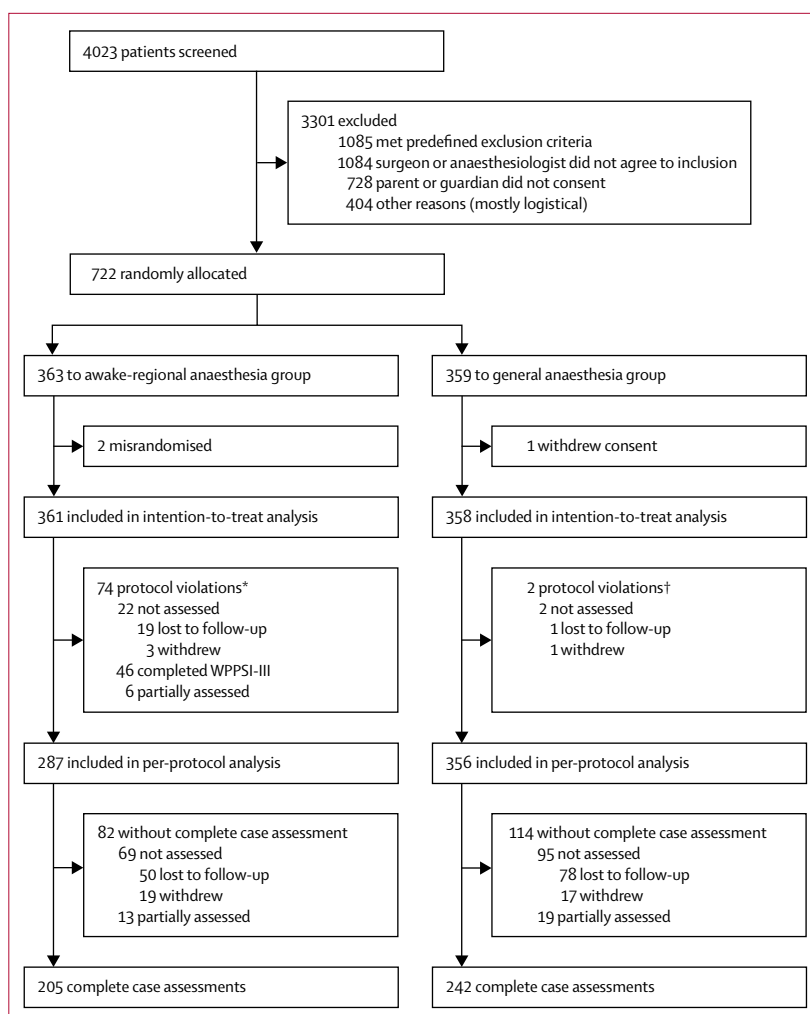 4023 patients screened
3301 excluded
1085 met predefined exclusion criteria
1084 surgeon or anaesthesiologist did not agree to inclusion
728 parent or guardian did not consent
404 other reasons (mostly logistical)
722 randomly allocated
363 to awake-regional anaesthesia group
359 to general anaesthesia group
2 misrandomised
1 withdrew consent
361 included in intention-to-treat analysis
358 included in intention-to-treat analysis
74 protocol violations*
22 not assessed
19 lost to follow-up
3 withdrew
46 completed WPPSI-III
6 partially assessed
2 protocol violations†
2 not assessed
1 lost to follow-up
1 withdrew
287 included in per-protocol analysis
356 included in per-protocol analysis
82 without complete case assessment
69 not assessed
50 lost to follow-up
19 withdrew
13 partially assessed
114 without complete case assessment
95 not assessed
78 lost to follow-up
17 withdrew
19 partially assessed
205 complete case assessments
242 complete case assessments